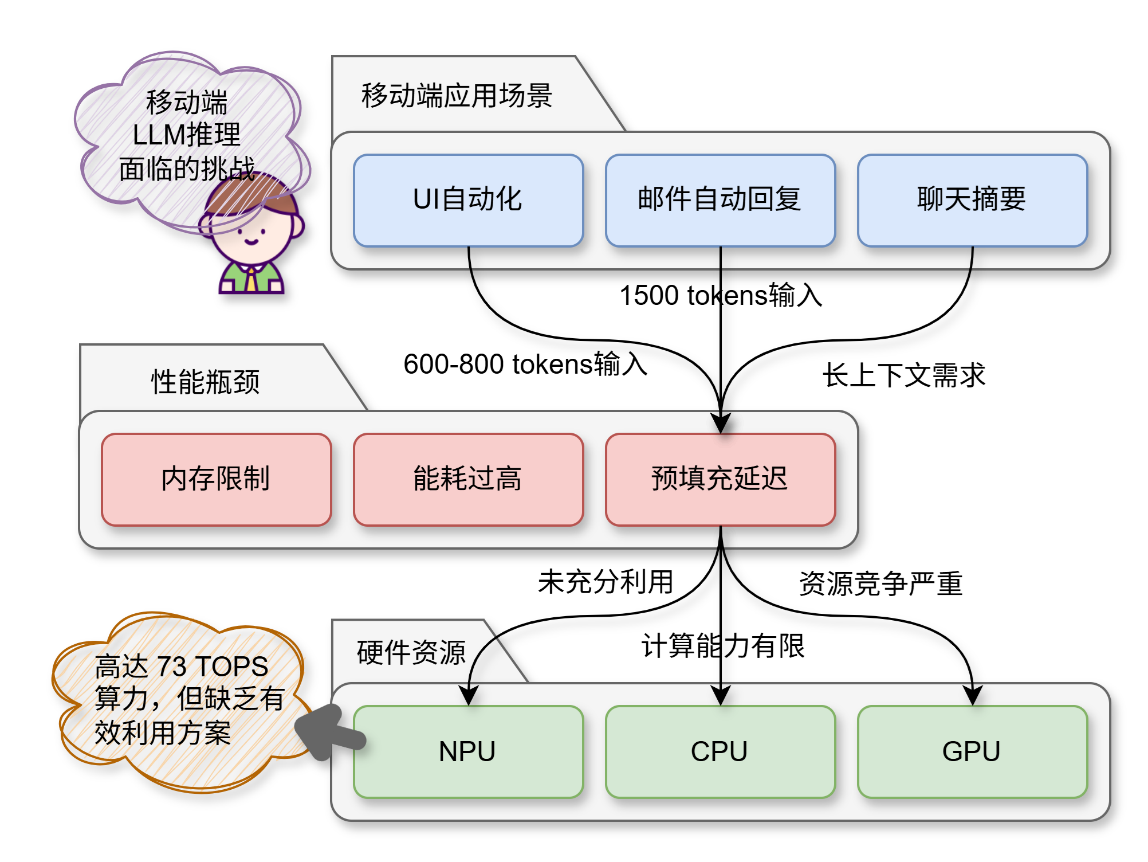 移动端
LLM推理
面临的挑战
移动端应用场景
UI自动化
邮件自动回复
聊天摘要
1500 tokens输入
600-800 tokens输入
长上下文需求
性能瓶颈
内存限制
能耗过高
预填充延迟
未充分利用
资源竞争严重
计算能力有限
硬件资源
高达 73 TOPS
算力，但缺乏有
效利用方案
NPU
CPU
GPU